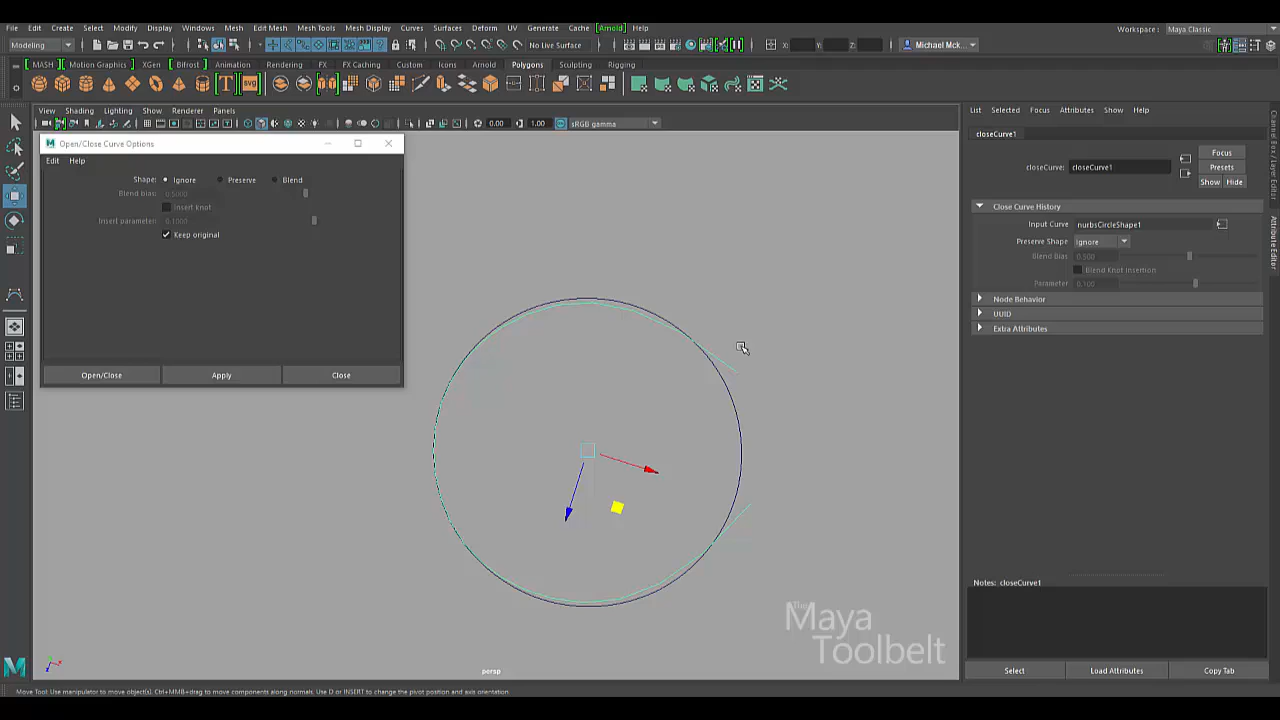 File Edit Create Select Modify Display Windows Mesh Edit Mesh Mesh Tools Mesh Display Curves Surfaces Deform UV Generate Cache [Arnold] Help
Workspace: Maya Classic
Modeling No Live Surface X: Y: Z: Michael Mck...
MASH Motion Graphics XGen Bifrost Animation Rendering FX FX Caching Custom Icons Arnold Polygons Sculpting Rigging
T SVG
View Shading Lighting Show Renderer Panels
0.00 1.00 sRGB gamma
Open/Close Curve Options
Edit Help
Shape: Ignore Preserve Blend
Blend bias: 0.5000
Insert knot
Insert parameter: 0.1000
Keep original
Open/Close Apply Close
List Selected Focus Attributes Show Help
closeCurve1
closeCurve: closeCurve1
Focus
Presets
Show Hide
Close Curve History
Input Curve nurbsCircleShape1
Preserve Shape ignore
Blend Bias 0.500
Blend Knot Insertion
Parameter 0.100
Node Behavior
UUID
Extra Attributes
Notes: closeCurve1
Select Load Attributes Copy Tab
Channel Box / Layer Editor
Attribute Editor
The
Maya
Toolbelt
persp
Move Tool: Use manipulator to move object(s). Ctrl+MMB+drag to move components along normals. Use D or INSERT to change the pivot position and axis orientation.